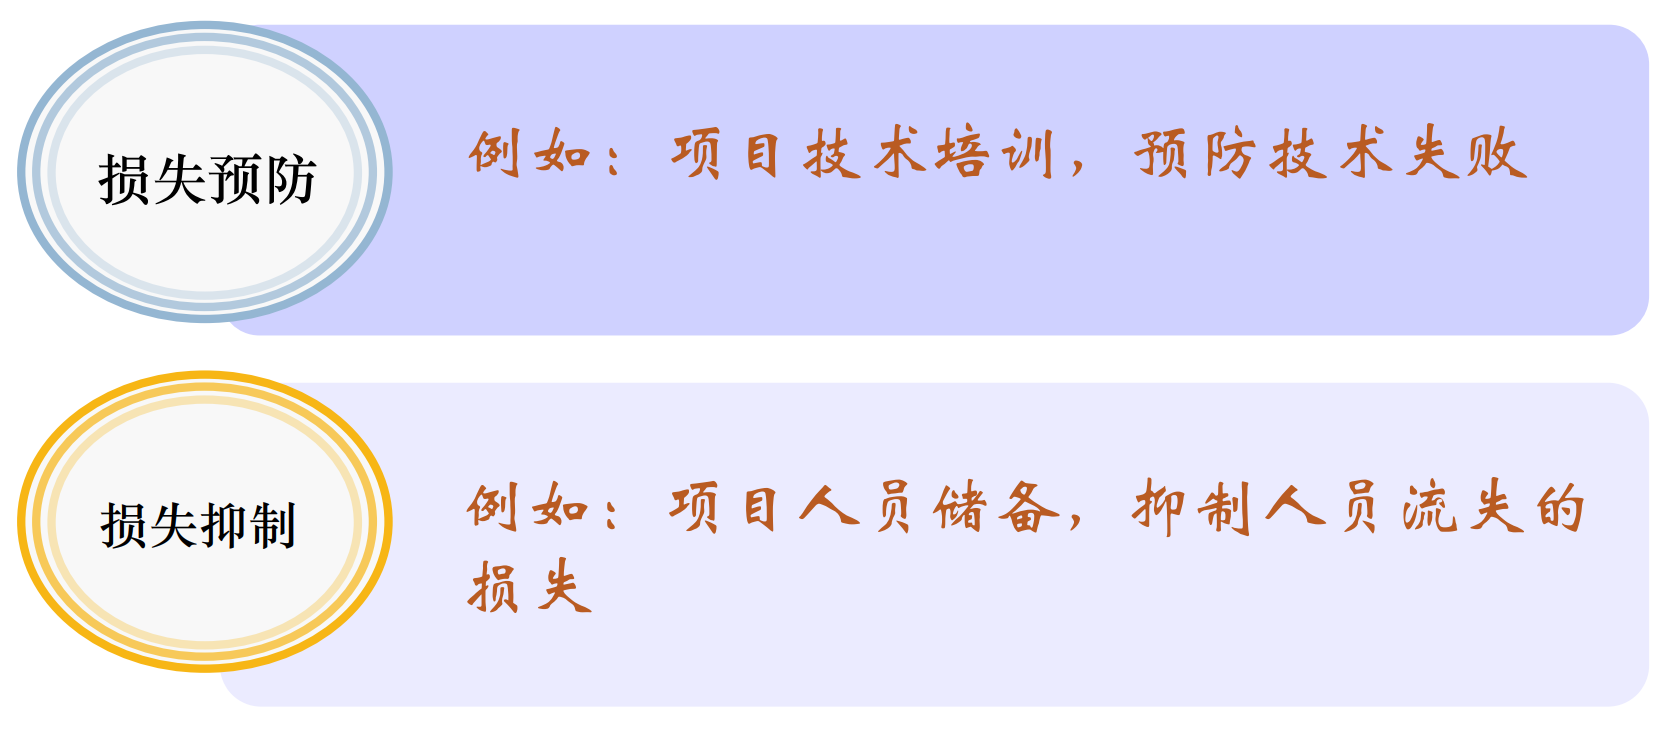 损失预防
例如：项目技术培训，预防技术失败
损失抑制
例如：项目人员储备，抑制人员流失的
损失